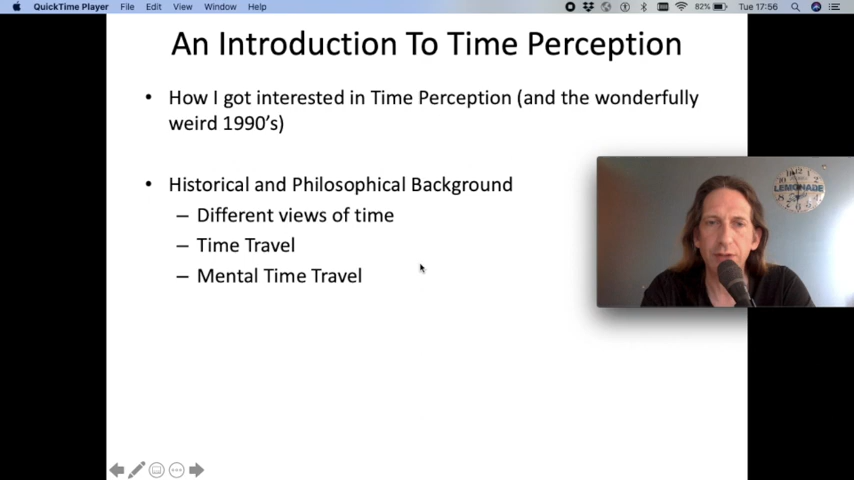 QuickTime Player File Edit View Window Help 82% Tue 17:56
An Introduction To Time Perception
• How I got interested in Time Perception (and the wonderfully
weird 1990's)
• Historical and Philosophical Background
– Different views of time
– Time Travel
– Mental Time Travel
LEMONADE